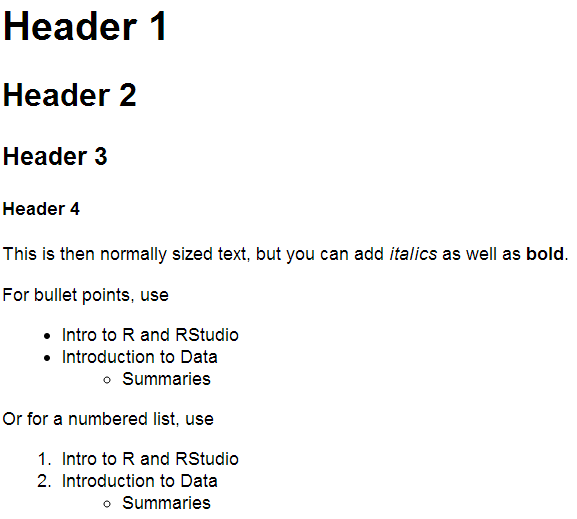 Header 1
Header 2
Header 3
Header 4
This is then normally sized text, but you can add italics as well as bold.
For bullet points, use
• Intro to R and RStudio
• Introduction to Data
◦ Summaries
Or for a numbered list, use
1. Intro to R and RStudio
2. Introduction to Data
◦ Summaries